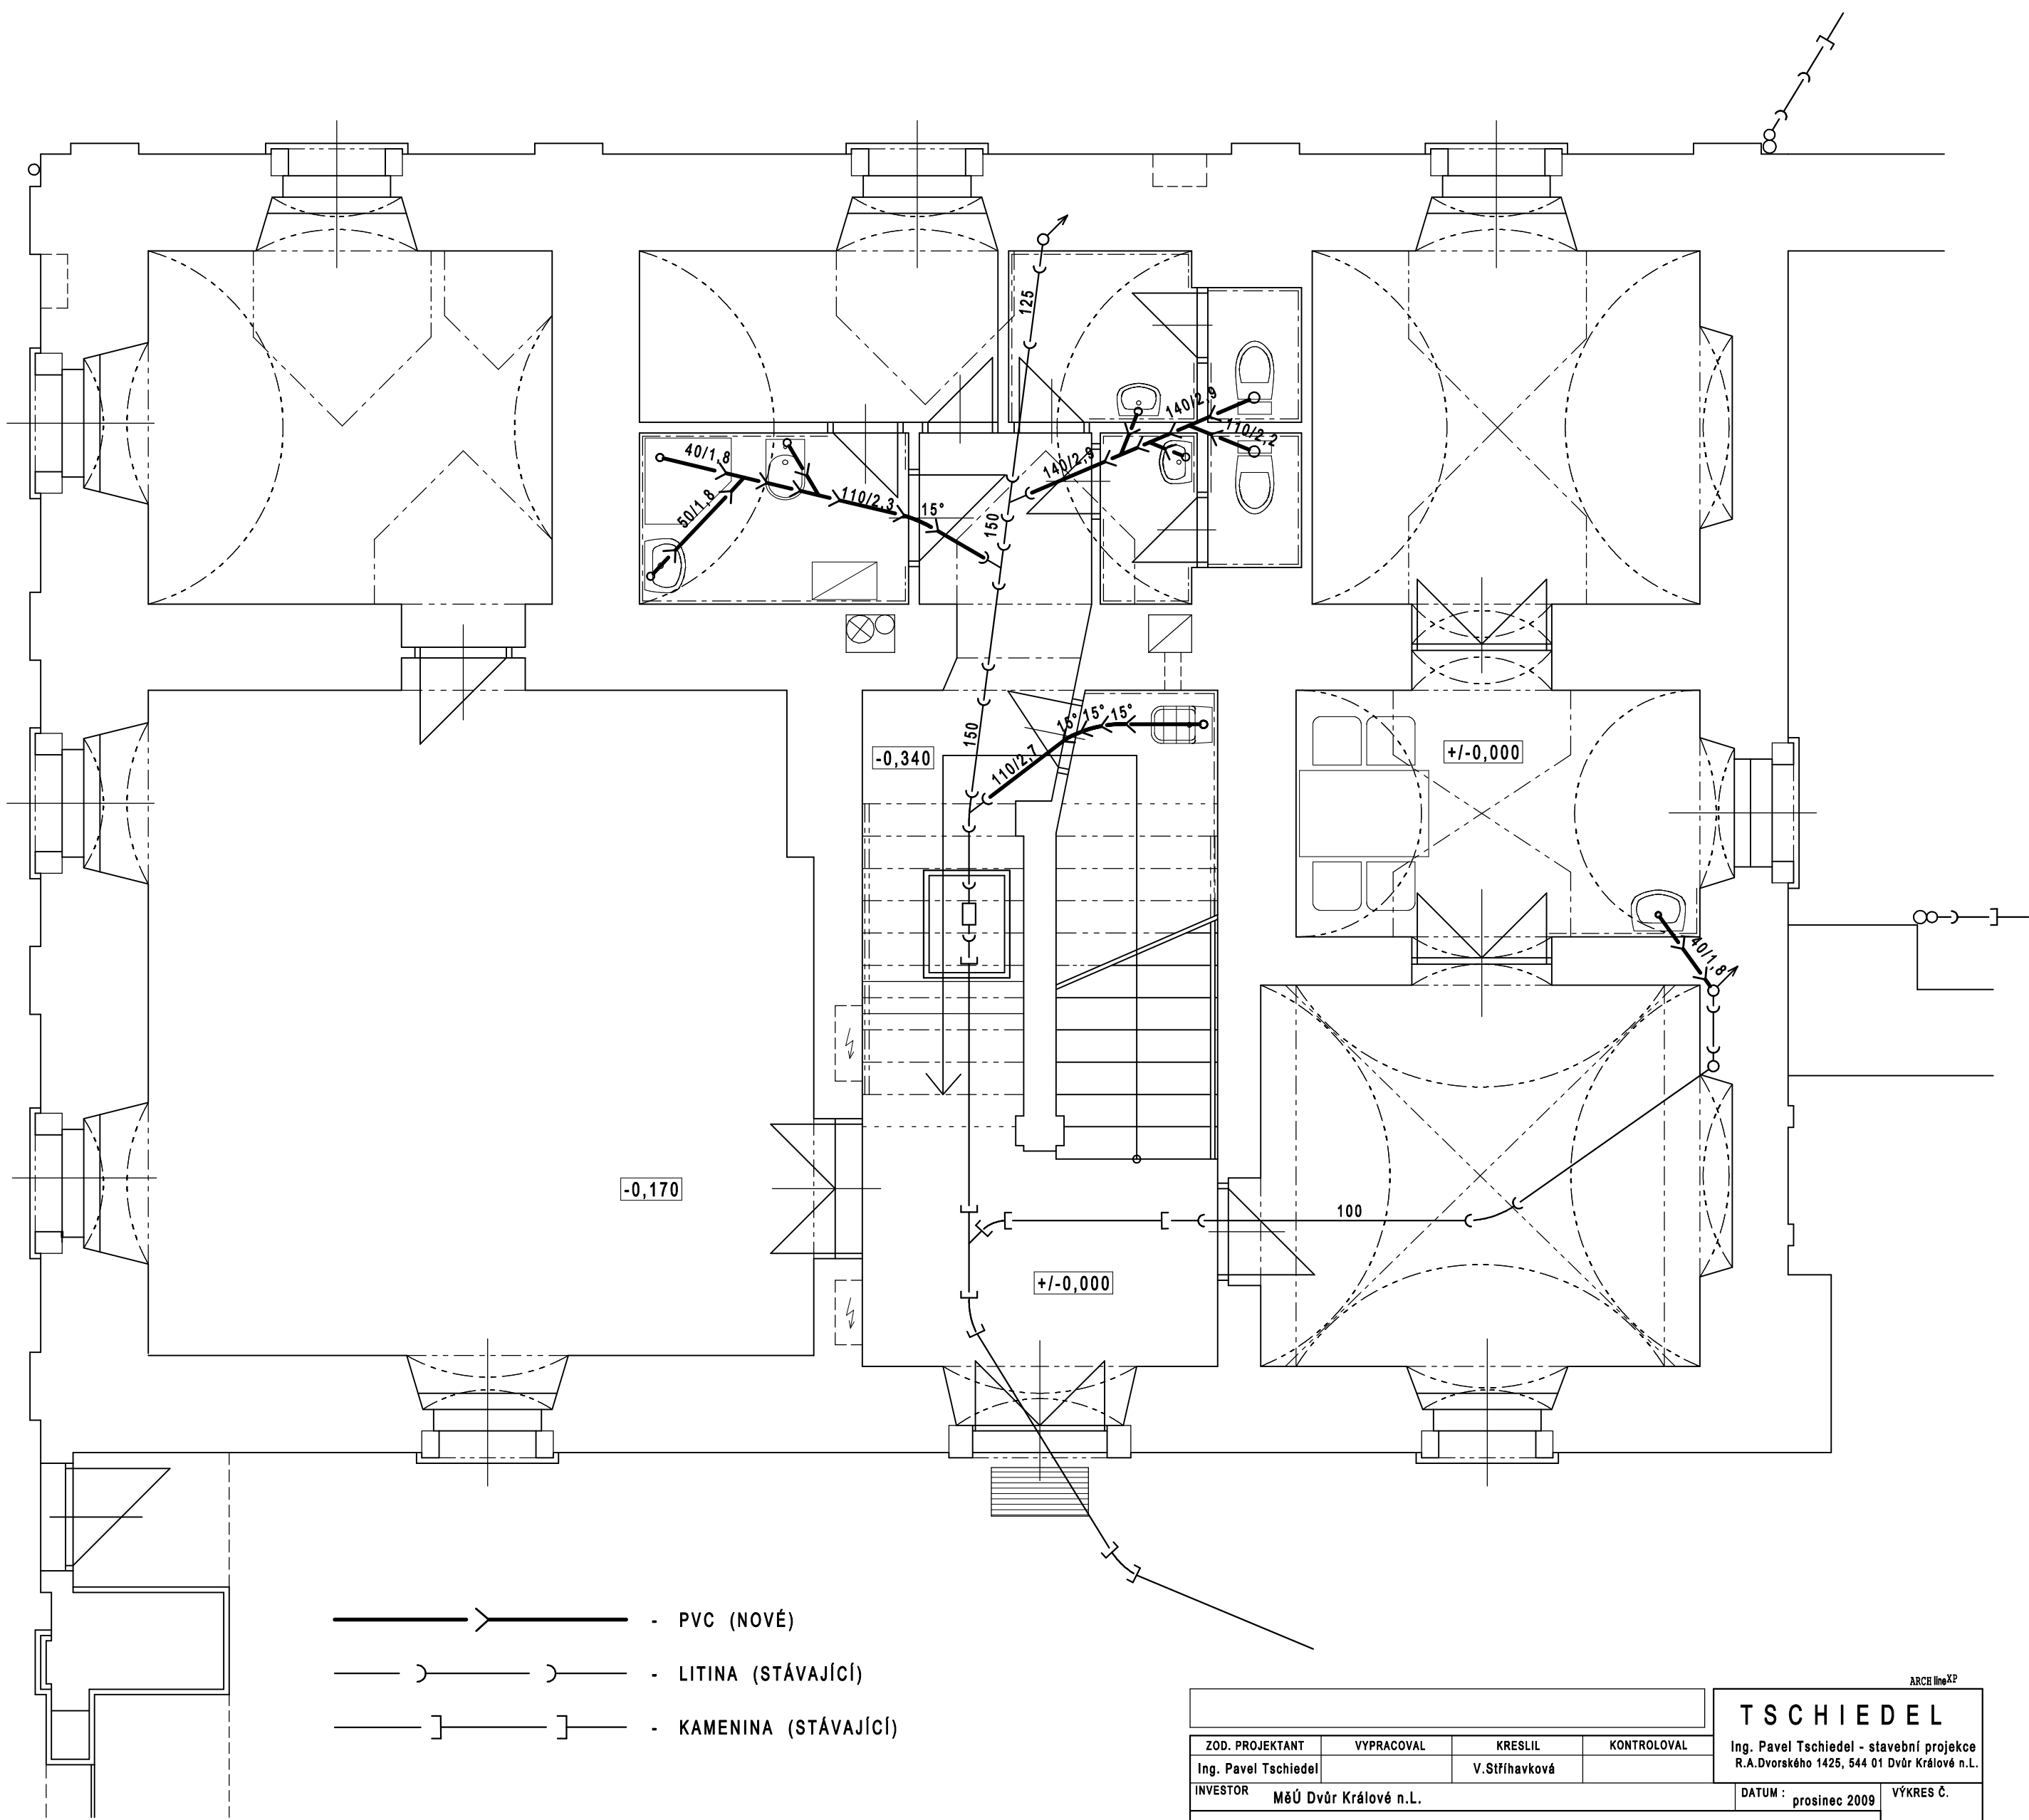 125
140/2,9
110/2,2
40/1,8
140/2,9
50/1,8
110/2,3
15°
150
15° 15° 15°
150
110/2,7
-0,340
+/-0,000
40/1,8
-0,170
100
+/-0,000
- PVC (NOVÉ)
- LITINA (STÁVAJÍCÍ)
- KAMENINA (STÁVAJÍCÍ)
ARCHlineXP
TSCHIEDEL
Ing. Pavel Tschiedel - stavební projekce
R.A.Dvorského 1425, 544 01 Dvůr Králové n.L.
ZOD. PROJEKTANT VYPRACOVAL KRESLIL KONTROLOVAL
Ing. Pavel Tschiedel V.Střihavková
INVESTOR MěÚ Dvůr Králové n.L. DATUM : prosinec 2009 VÝKRES Č.